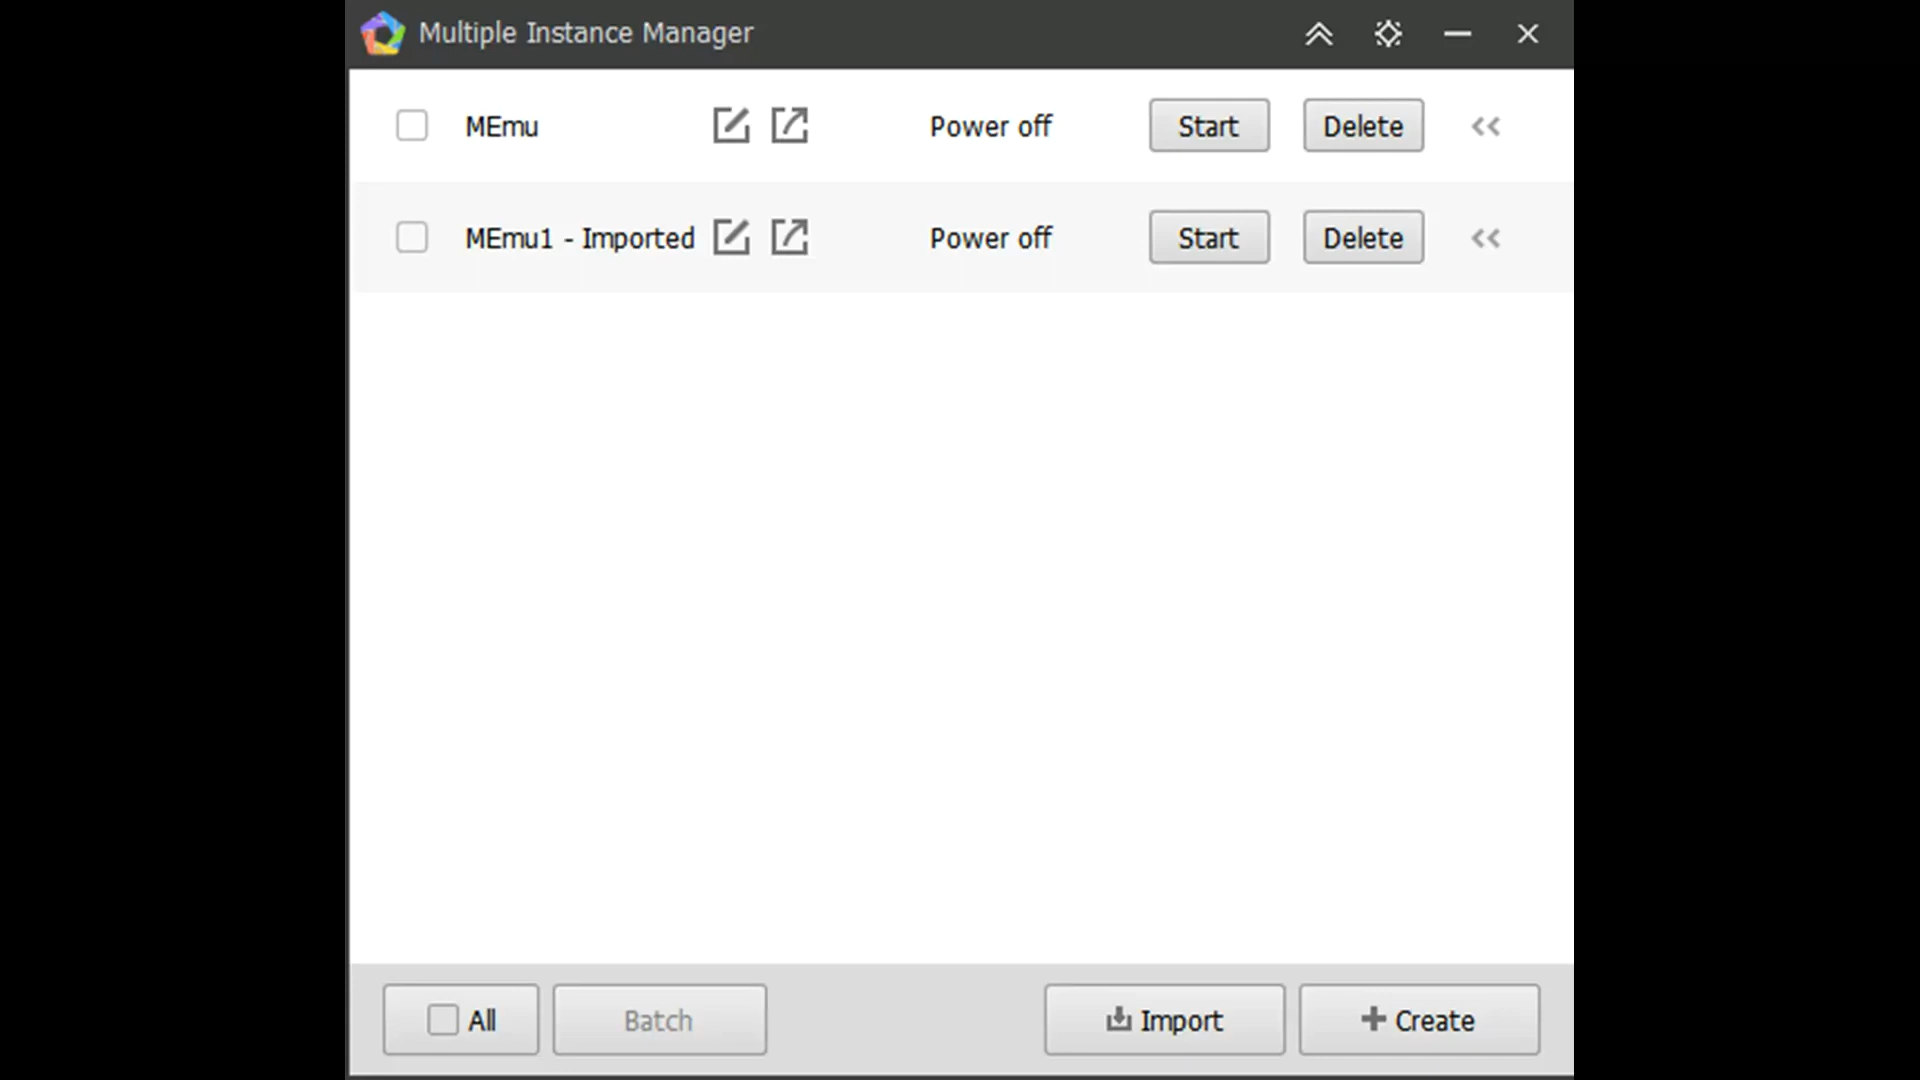 Multiple Instance Manager
MEmu Power off Start Delete
MEmu1 - Imported Power off Start Delete
All Batch Import Create